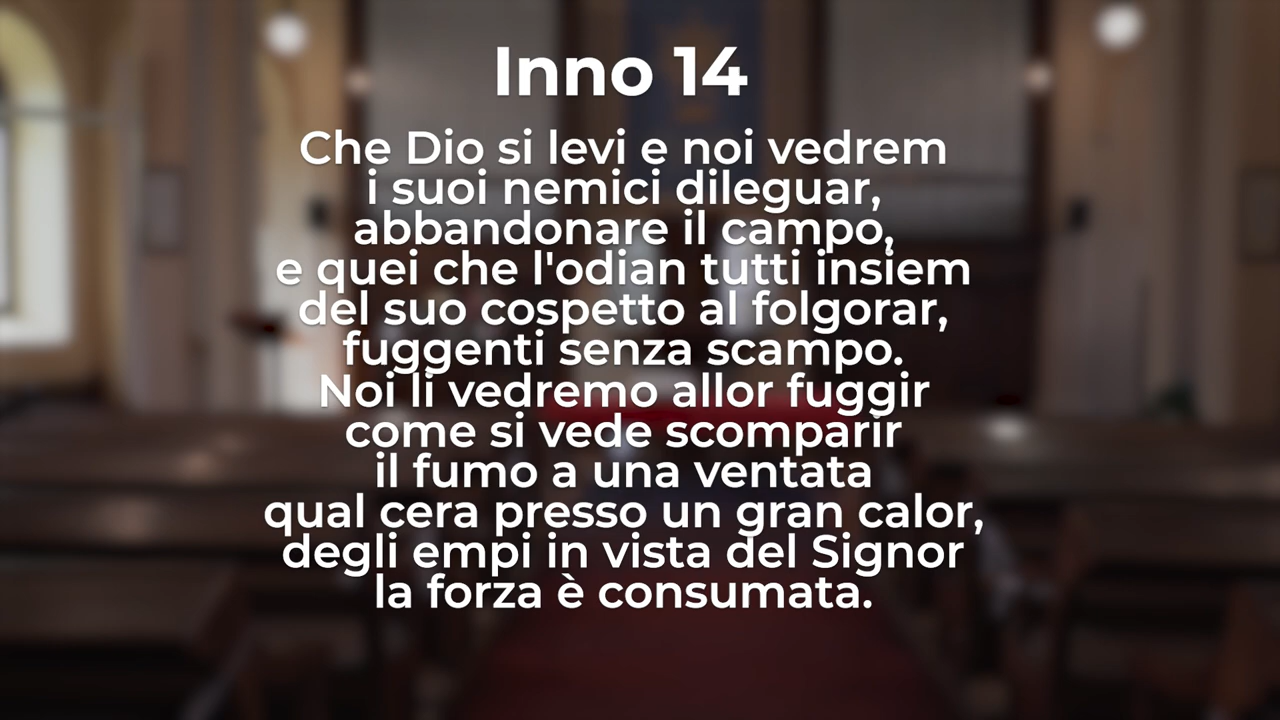 Inno 14
Che Dio si levi e noi vedrem
i suoi nemici dileguar,
abbandonare il campo,
e quei che l'odian tutti insiem
del suo cospetto al folgorar,
fuggenti senza scampo.
Noi li vedremo allor fuggir
come si vede scomparir
il fumo a una ventata
qual cera presso un gran calor,
degli empi in vista del Signor
la forza è consumata.